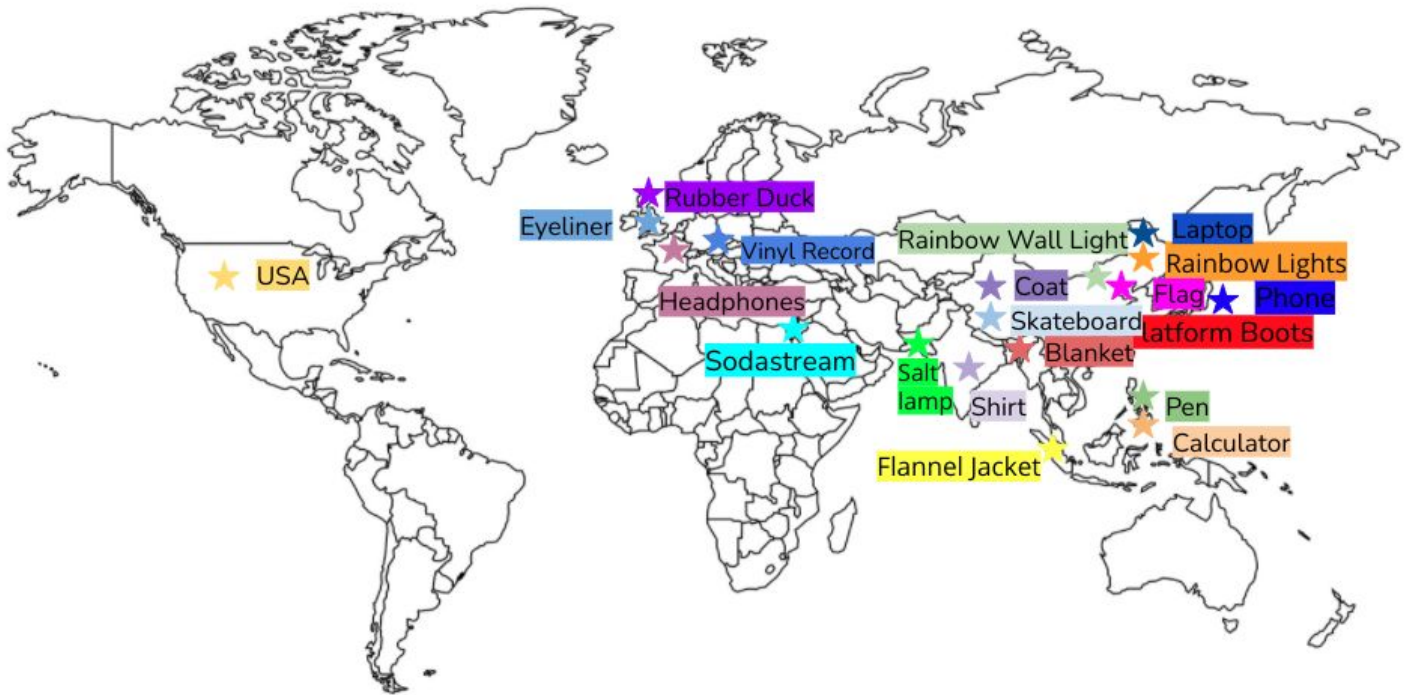 Rubber Duck
Eyeliner
Laptop
Rainbow Wall Light
Vinyl Record
Rainbow Lights
USA
Coat
Flag
Phone
Headphones
Skateboard
latform Boots
Sodastream
Blanket
Salt
lamp
Shirt
Pen
Calculator
Flannel Jacket